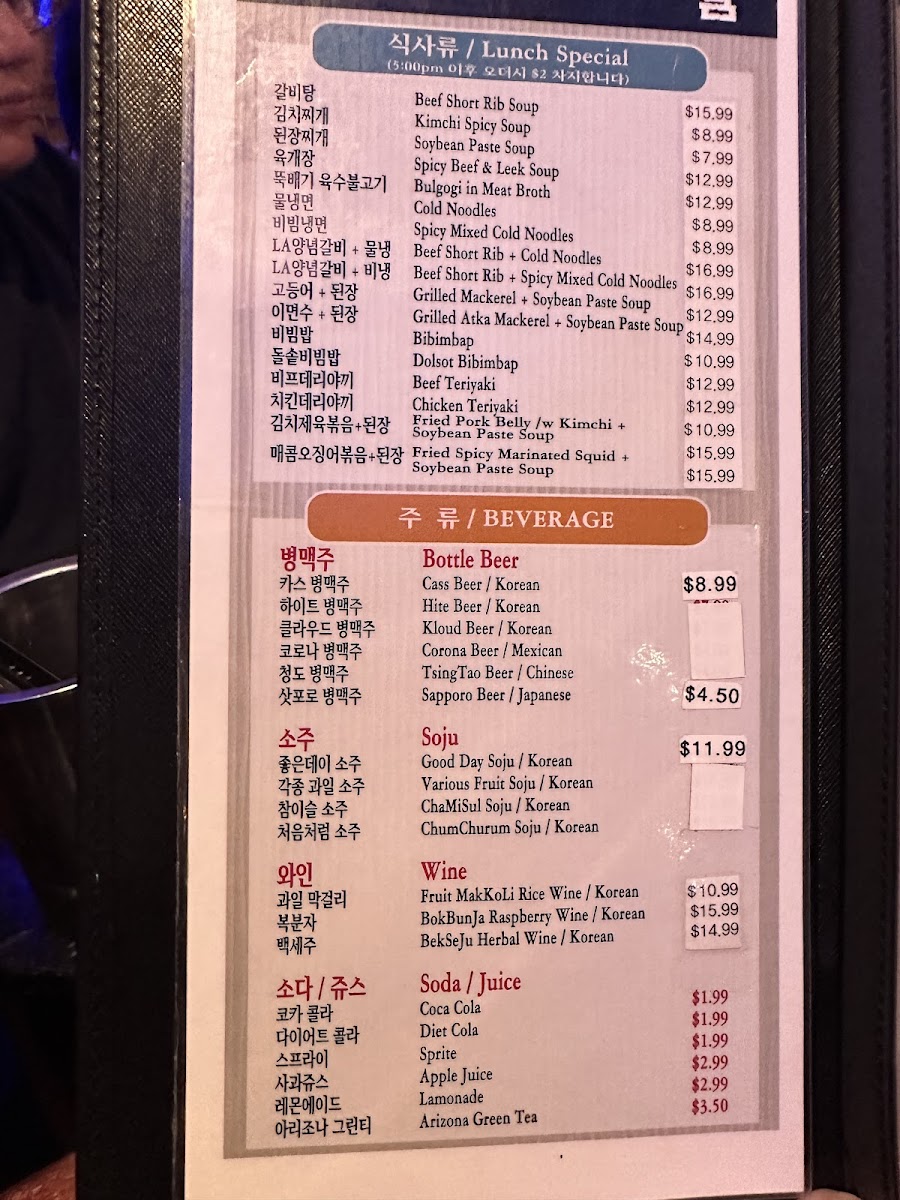 식사류 / Lunch Special
(5:00pm 이후 오더시 $2 차지합니다)
갈비탕 Beef Short Rib Soup $15.99
김치찌개 Kimchi Spicy Soup $8.99
된장찌개 Soybean Paste Soup $7.99
육개장 Spicy Beef & Leek Soup $12.99
뚝배기 육수불고기 Bulgogi in Meat Broth $12.99
물냉면 Cold Noodles $8.99
비빔냉면 Spicy Mixed Cold Noodles $8.99
LA양념갈비 + 물냉 Beef Short Rib + Cold Noodles $16.99
LA양념갈비 + 비냉 Beef Short Rib + Spicy Mixed Cold Noodles $16.99
고등어 + 된장 Grilled Mackerel + Soybean Paste Soup $12.99
이면수 + 된장 Grilled Atka Mackerel + Soybean Paste Soup $14.99
비빔밥 Bibimbap $10.99
돌솥비빔밥 Dolsot Bibimbap $12.99
비프데리야끼 Beef Teriyaki $12.99
치킨데리야끼 Chicken Teriyaki $10.99
김치제육볶음+된장 Fried Pork Belly /w Kimchi +
Soybean Paste Soup $15.99
매콤오징어볶음+된장 Fried Spicy Marinated Squid +
Soybean Paste Soup $15.99
주 류 / BEVERAGE
병맥주 Bottle Beer
카스 병맥주 Cass Beer / Korean $8.99
하이트 병맥주 Hite Beer / Korean
클라우드 병맥주 Kloud Beer / Korean
코로나 병맥주 Corona Beer / Mexican
청도 병맥주 TsingTao Beer / Chinese
삿포로 병맥주 Sapporo Beer / Japanese $4.50
소주 Soju
좋은데이 소주 Good Day Soju / Korean $11.99
각종 과일 소주 Various Fruit Soju / Korean
참이슬 소주 ChaMiSul Soju / Korean
처음처럼 소주 ChumChurum Soju / Korean
와인 Wine
과일 막걸리 Fruit MakKoLi Rice Wine / Korean $10.99
복분자 BokBunJa Raspberry Wine / Korean $15.99
백세주 BekSeJu Herbal Wine / Korean $14.99
소다 / 쥬스 Soda / Juice
코카 콜라 Coca Cola $1.99
다이어트 콜라 Diet Cola $1.99
스프라이 Sprite $1.99
사과쥬스 Apple Juice $2.99
레몬에이드 Lamonade $2.99
아리조나 그린티 Arizona Green Tea $3.50